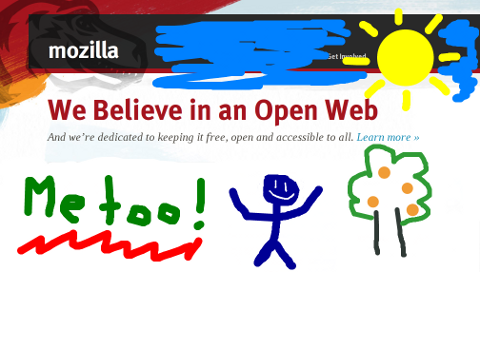 mozilla
Get Involved
We Believe in an Open Web
And we're dedicated to keeping it free, open and accessible to all. Learn more »
Me too!